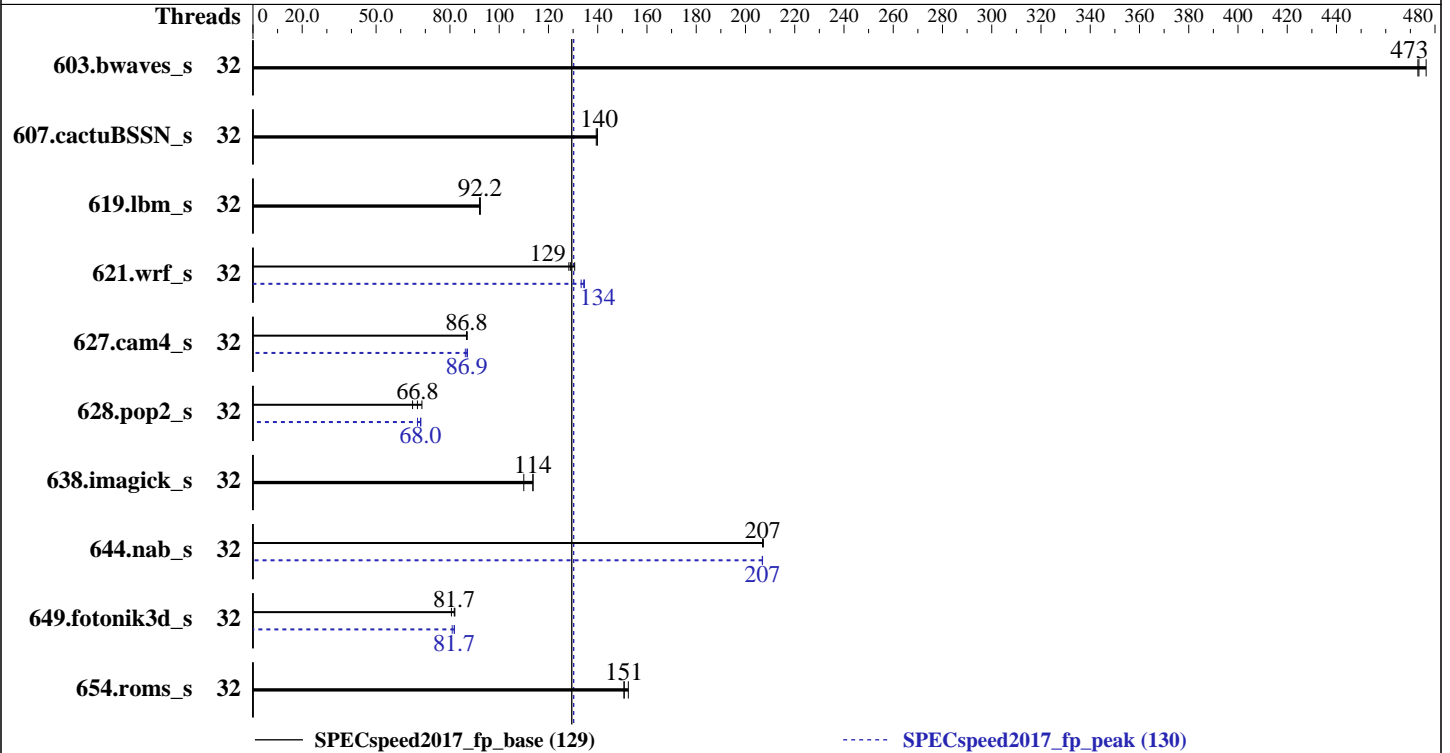 Threads 0 20.0 50.0 80.0 100 120 140 160 180 200 220 240 260 280 300 320 340 360 380 400 420 440 480
603.bwaves_s 32 473
607.cactuBSSN_s 32 140
619.lbm_s 32 92.2
621.wrf_s 32 129
134
627.cam4_s 32 86.8
86.9
628.pop2_s 32 66.8
68.0
638.imagick_s 32 114
644.nab_s 32 207
207
649.fotonik3d_s 32 81.7
81.7
654.roms_s 32 151
SPECspeed2017_fp_base (129) SPECspeed2017_fp_peak (130)